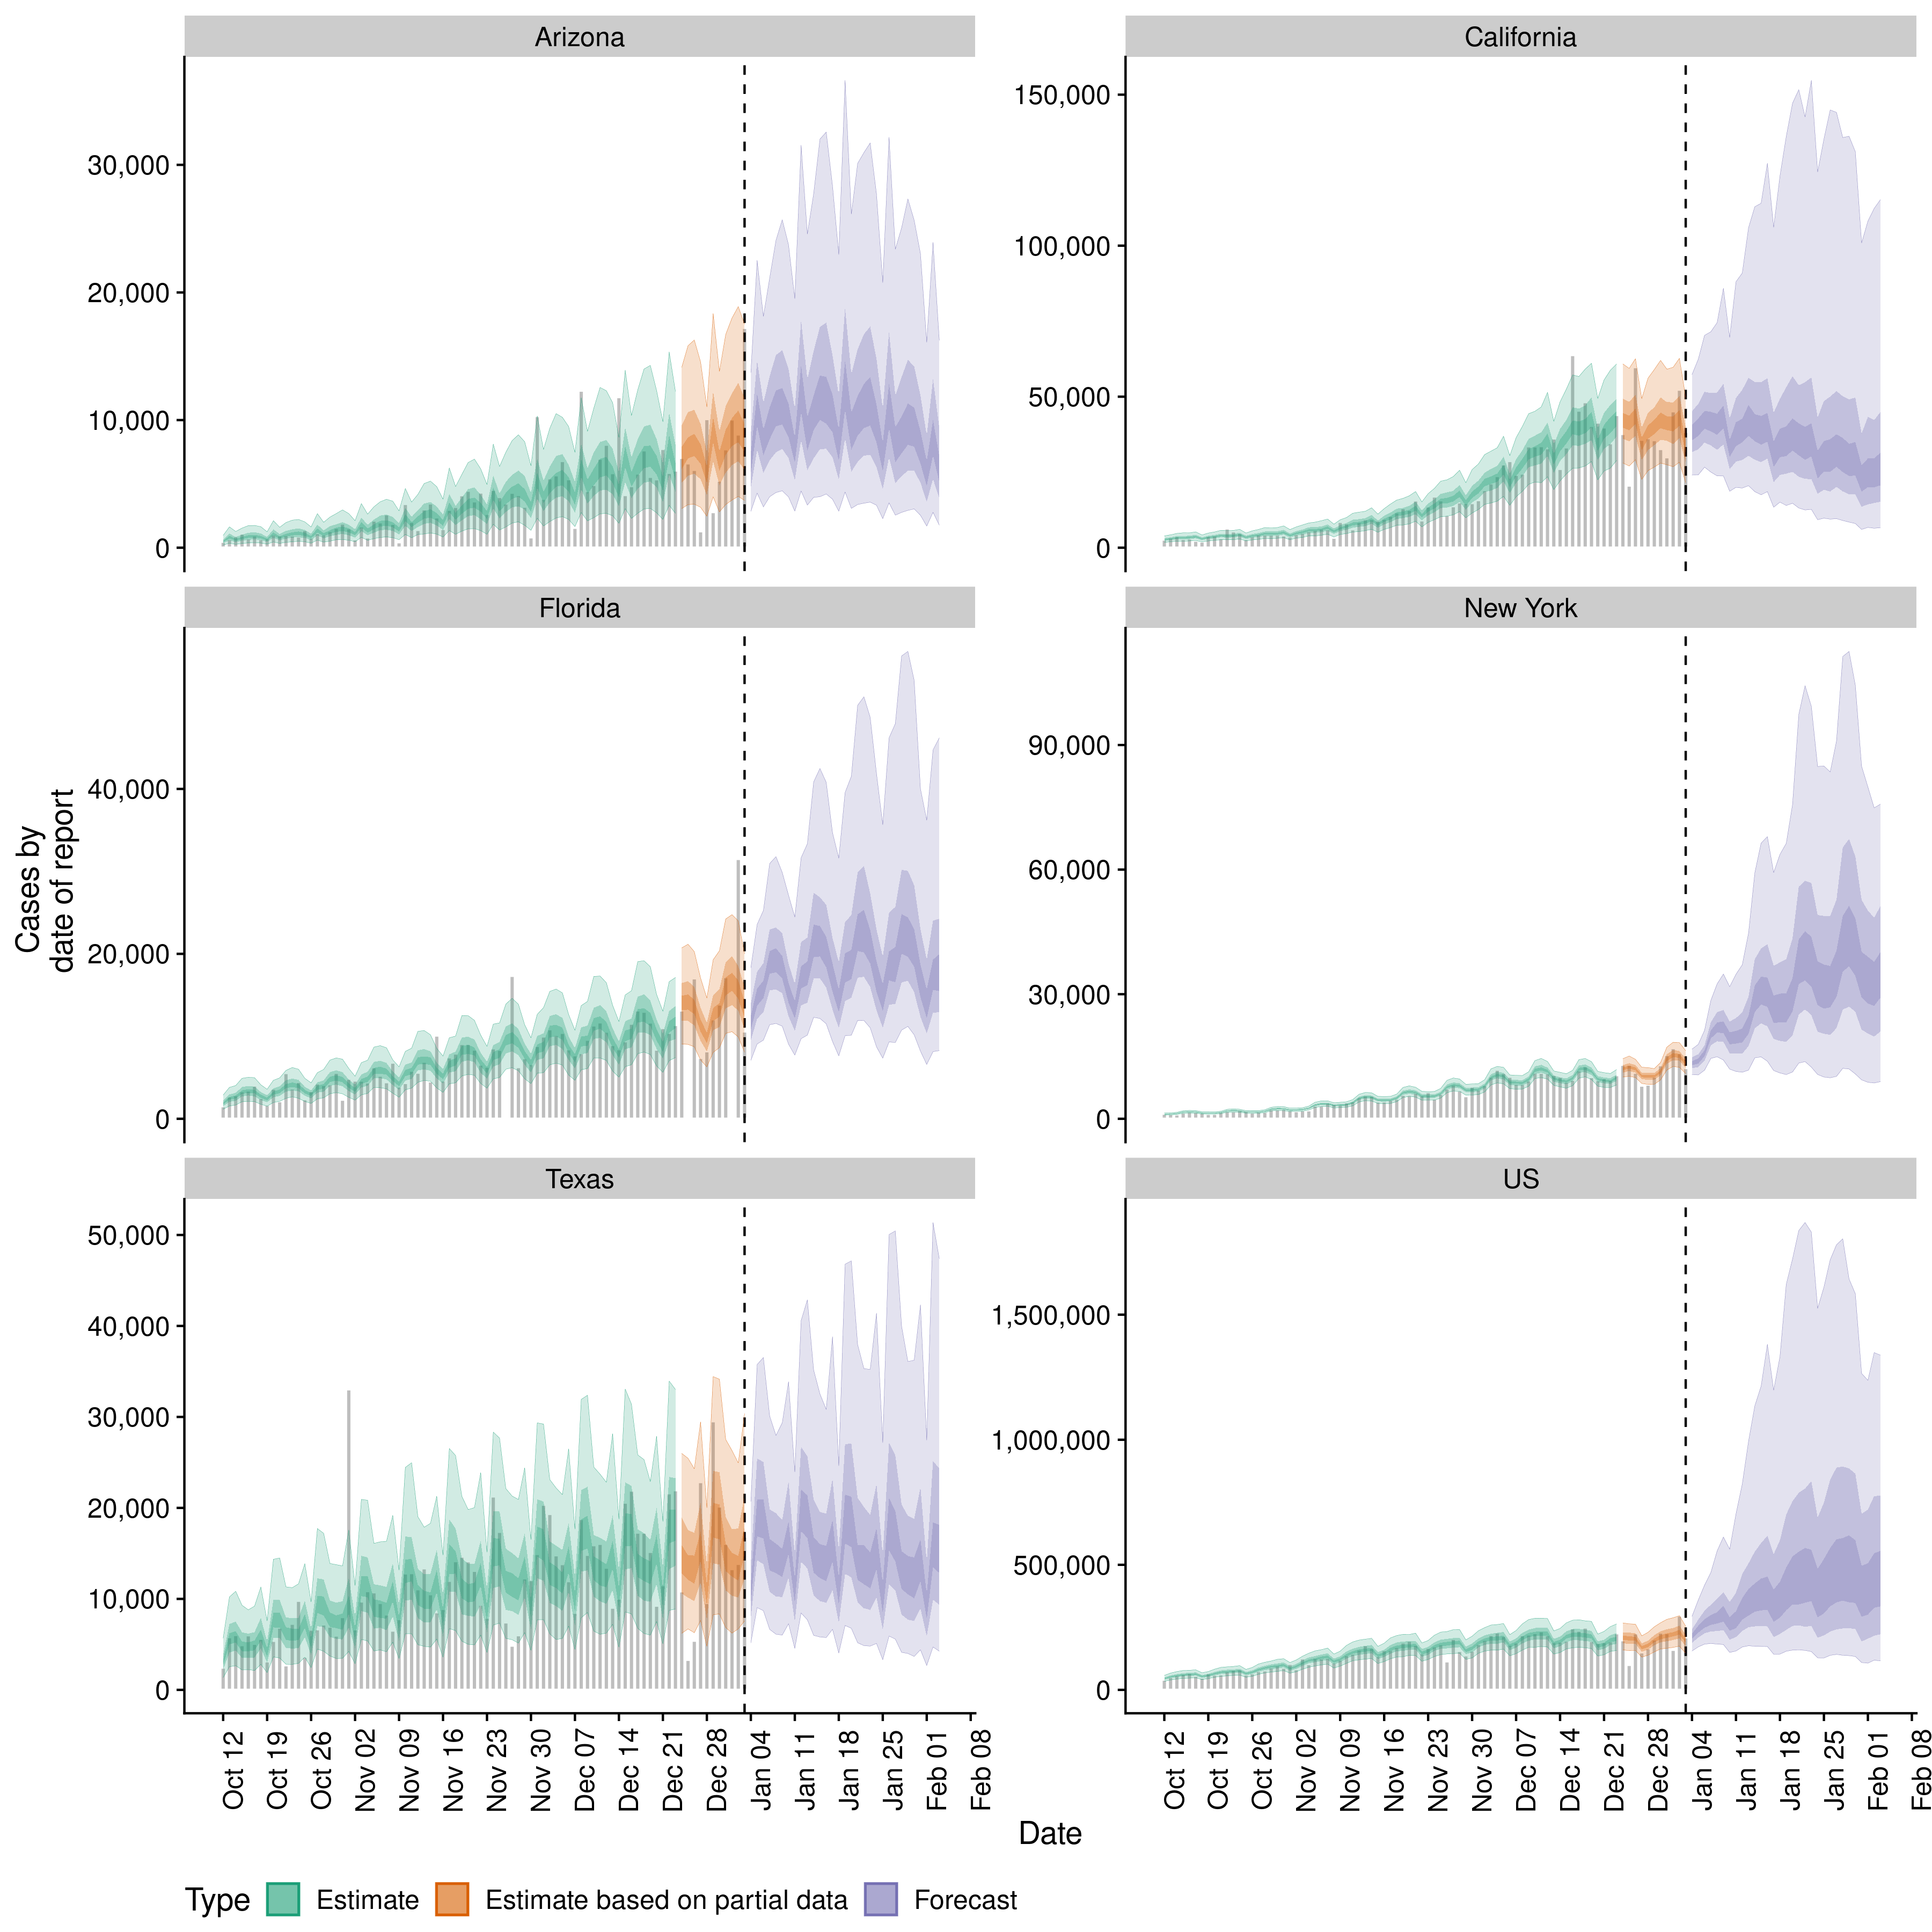 Arizona
California
30,000
20,000
10,000
0
150,000
100,000
50,000
0
Florida
New York
40,000
20,000
0
90,000
60,000
30,000
0
Texas
US
50,000
40,000
30,000
20,000
10,000
0
1,500,000
1,000,000
500,000
0
Cases by
date of report
Oct 12
Oct 19
Oct 26
Nov 02
Nov 09
Nov 16
Nov 23
Nov 30
Dec 07
Dec 14
Dec 21
Dec 28
Jan 04
Jan 11
Jan 18
Jan 25
Feb 01
Feb 08
Oct 12
Oct 19
Oct 26
Nov 02
Nov 09
Nov 16
Nov 23
Nov 30
Dec 07
Dec 14
Dec 21
Dec 28
Jan 04
Jan 11
Jan 18
Jan 25
Feb 01
Feb 08
Date
Type Estimate Estimate based on partial data Forecast